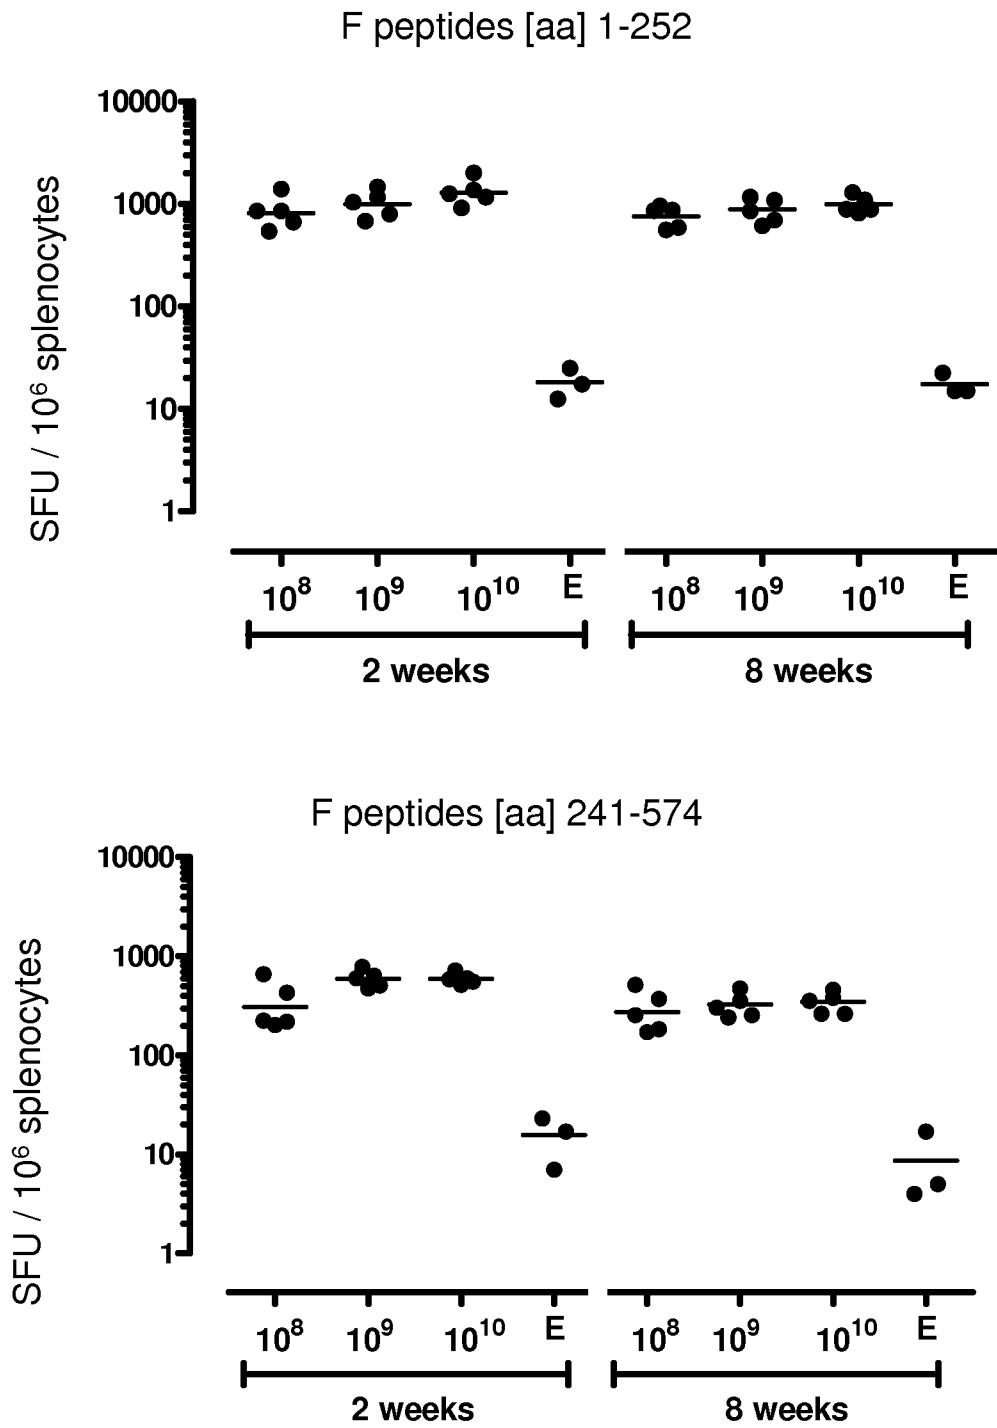 F peptides [aa] 1-252
SFU / 10⁶ splenocytes
10000
1000
100
10
1
10⁸ 10⁹ 10¹⁰ E 10⁸ 10⁹ 10¹⁰ E
2 weeks 8 weeks
F peptides [aa] 241-574
SFU / 10⁶ splenocytes
10000
1000
100
10
1
10⁸ 10⁹ 10¹⁰ E 10⁸ 10⁹ 10¹⁰ E
2 weeks 8 weeks